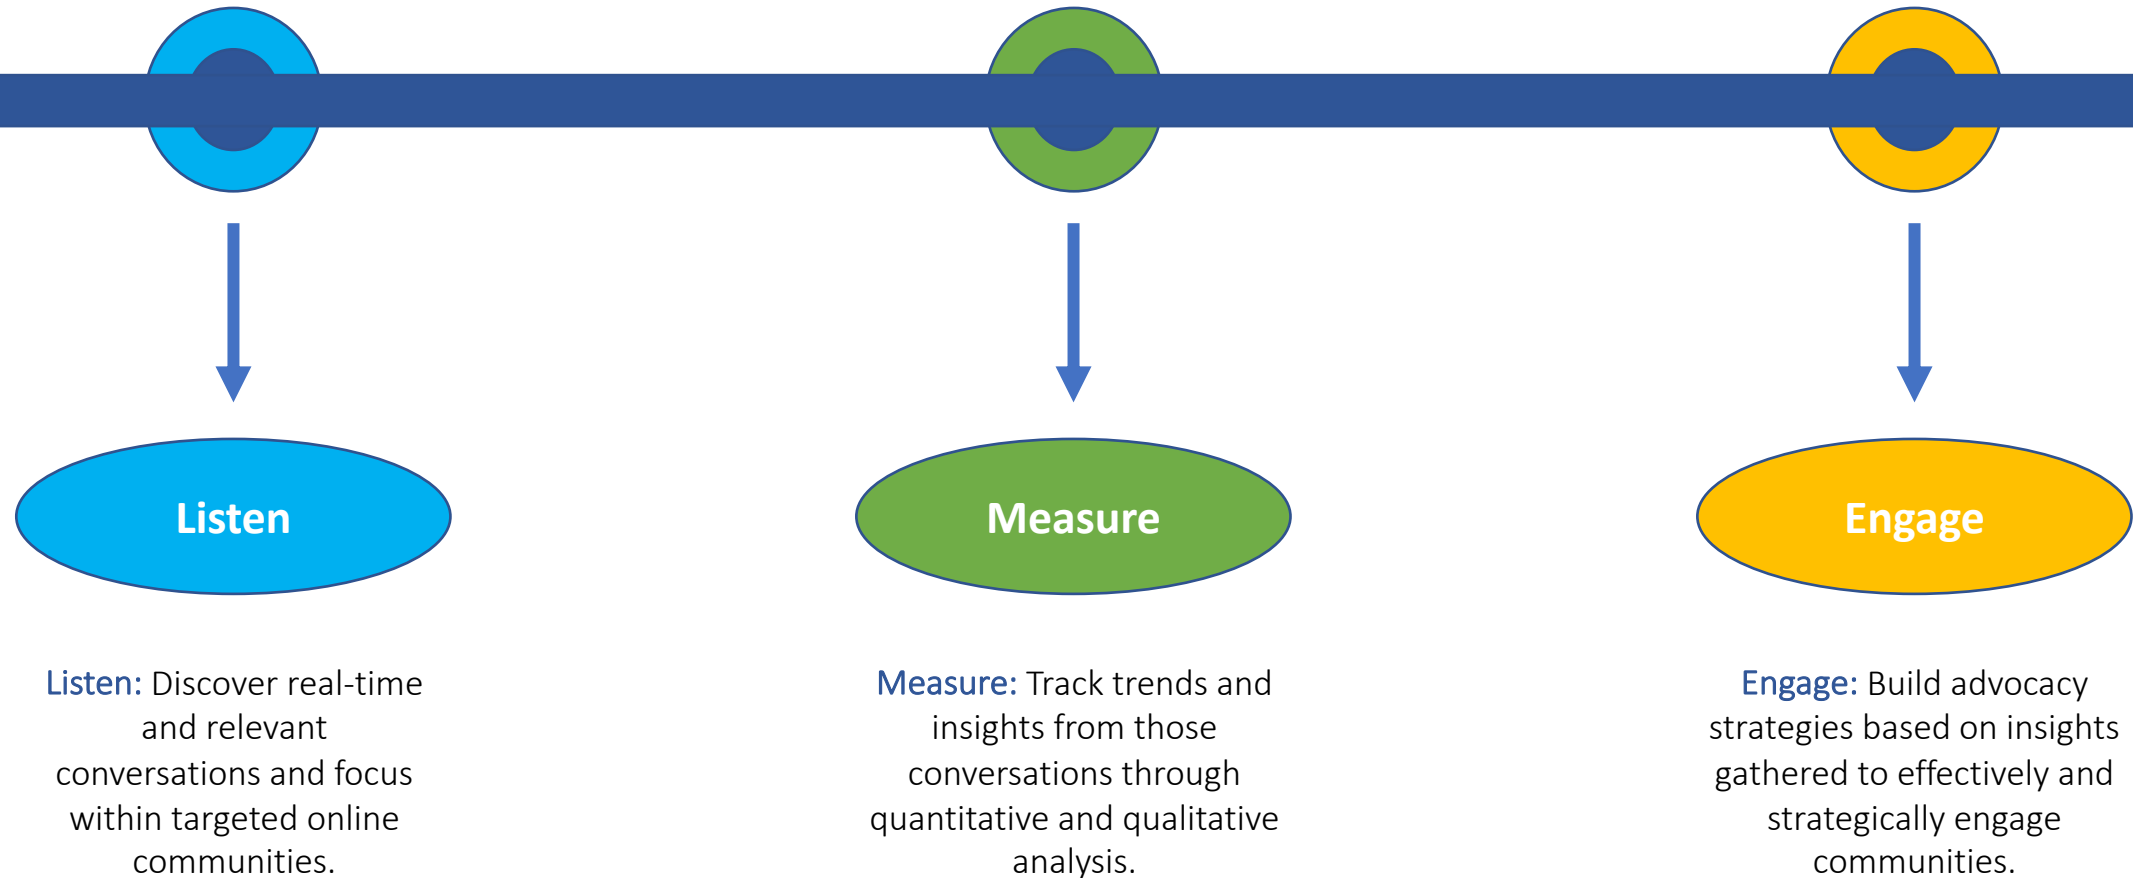 Listen
Measure
Engage
Listen: Discover real-time
and relevant
conversations and focus
within targeted online
communities.
Measure: Track trends and
insights from those
conversations through
quantitative and qualitative
analysis.
Engage: Build advocacy
strategies based on insights
gathered to effectively and
strategically engage
communities.